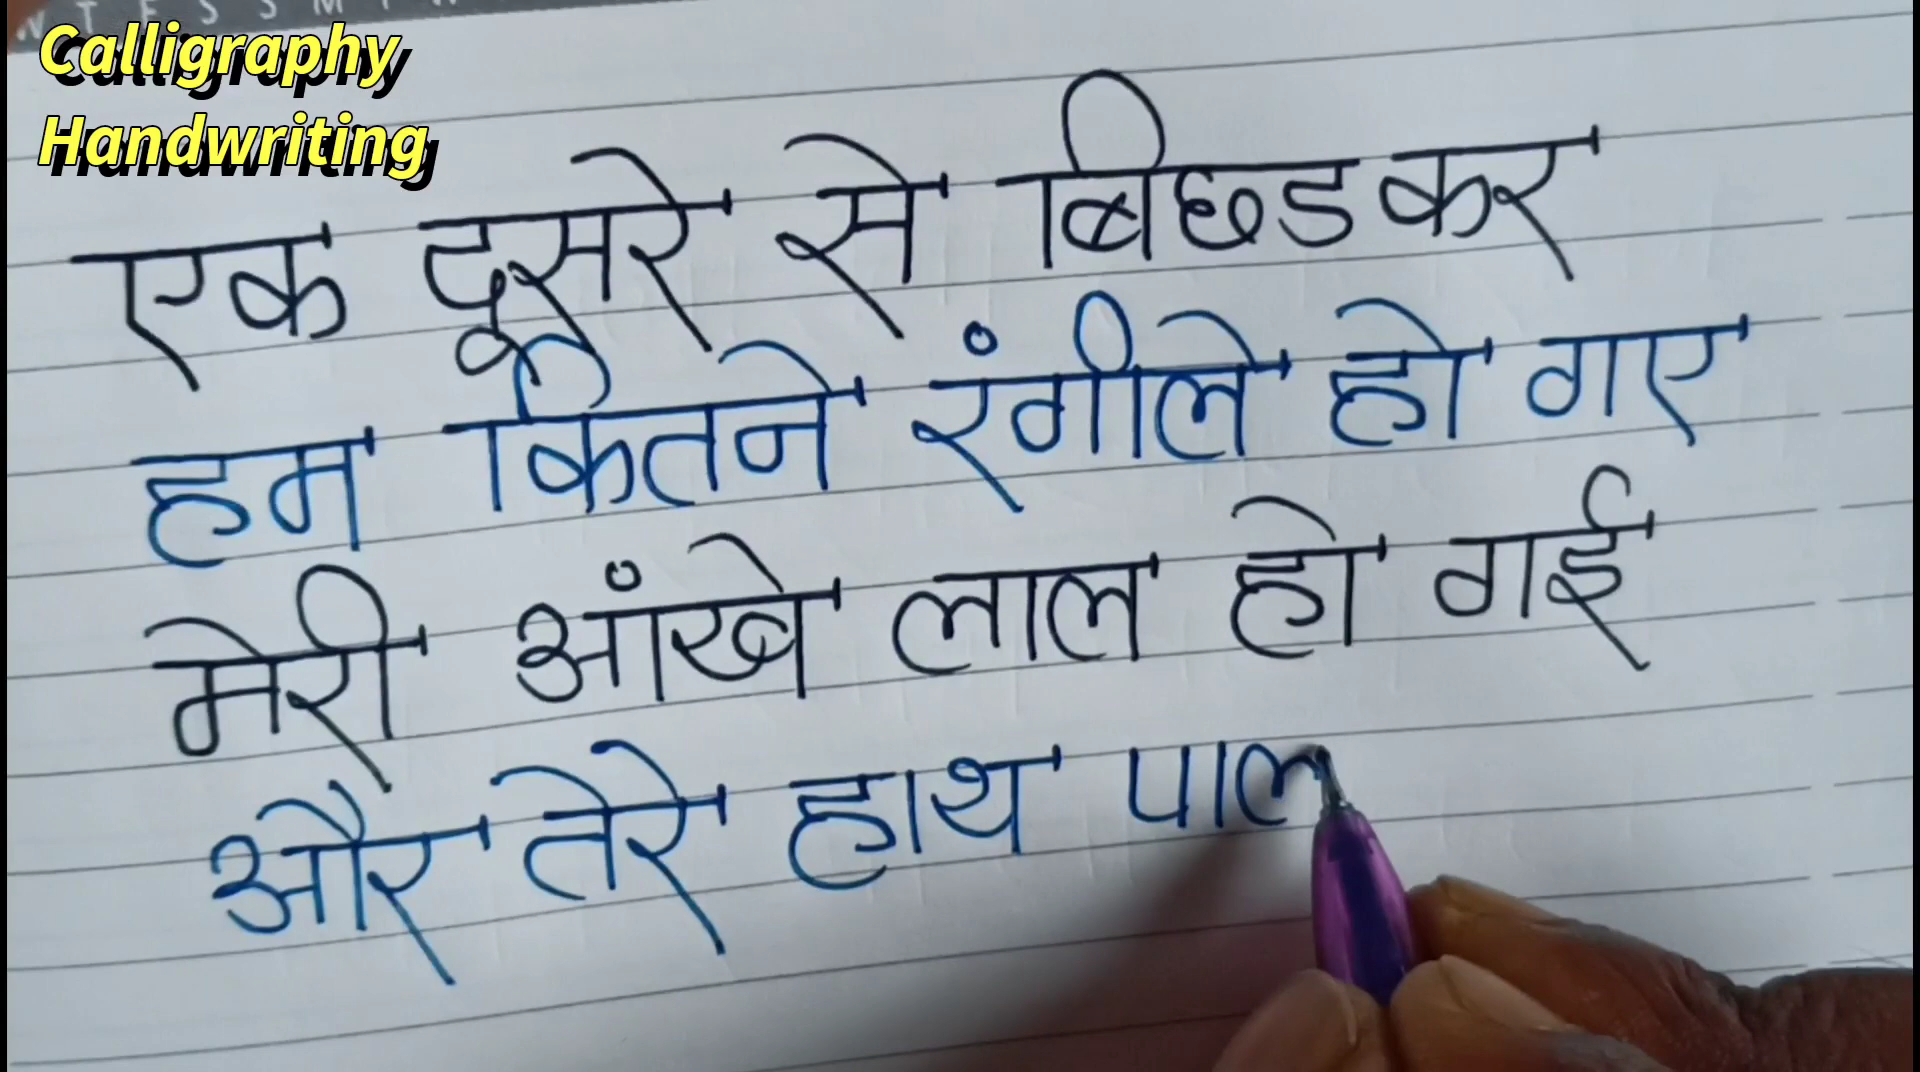 Calligraphy
Handwriting
एक दूसरे से बिछडकर
हम कितने रंगीले हो गए
मेरी आंखे लाल हो गई
और तेरे हाथ पाल